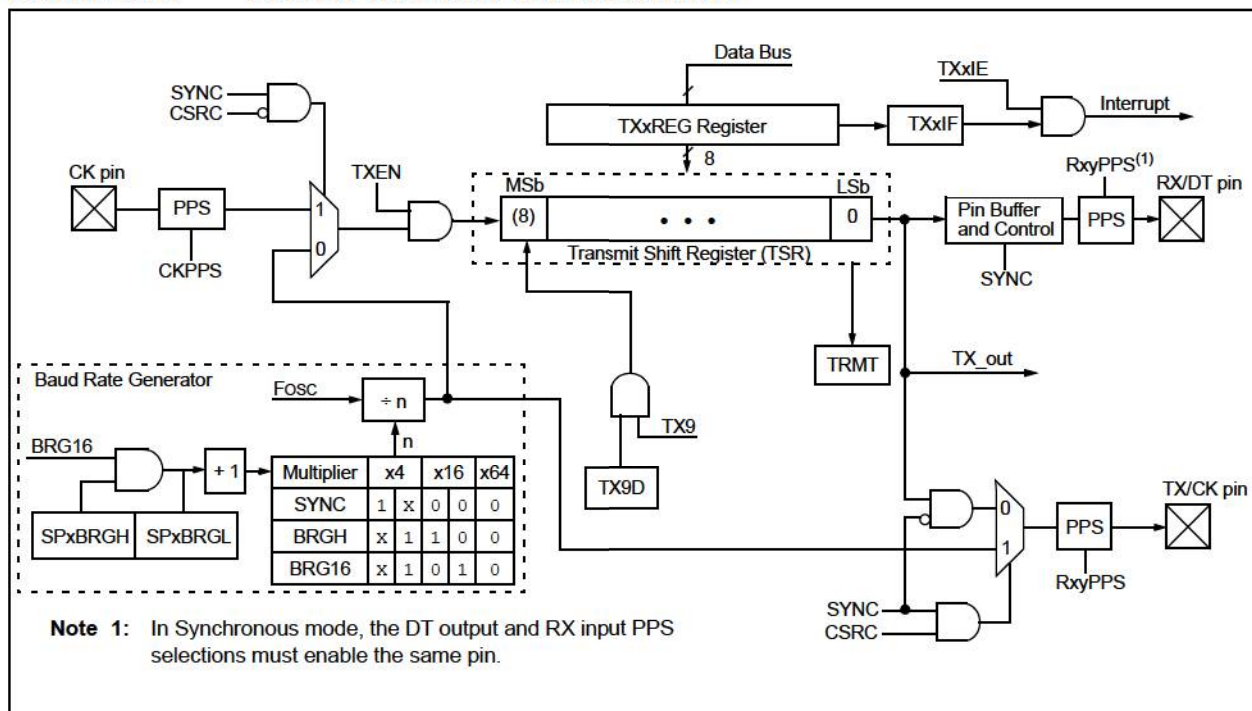 Data Bus
TXxIE
SYNC
CSRC
Interrupt
TXxREG Register
TXxIF
8
CK pin
TXEN
MSb
LSb
RxyPPS(1)
RX/DT pin
PPS
1
(8)
• • •
0
Pin Buffer
and Control
PPS
0
Transmit Shift Register (TSR)
CKPPS
SYNC
TRMT
Baud Rate Generator
Fosc
÷ n
TX_out
n
TX9
BRG16
+ 1
Multiplier x4 x16 x64
TX9D
TX/CK pin
SYNC 1 X 0 0 0
0
PPS
SPxBRGH SPxBRGL
BRGH X 1 1 0 0
1
BRG16 X 1 0 1 0
RxyPPS
SYNC
CSRC
Note 1: In Synchronous mode, the DT output and RX input PPS
selections must enable the same pin.